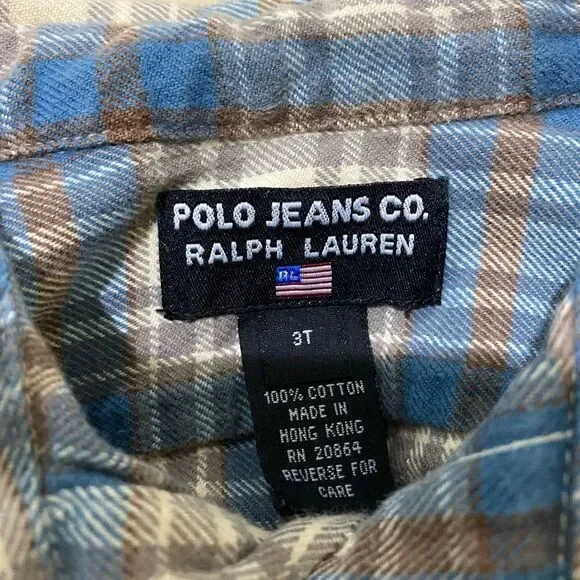 POLO JEANS CO.
RALPH LAUREN
RL
3T
100% COTTON
MADE IN
HONG KONG
RN 20864
REVERSE FOR
CARE